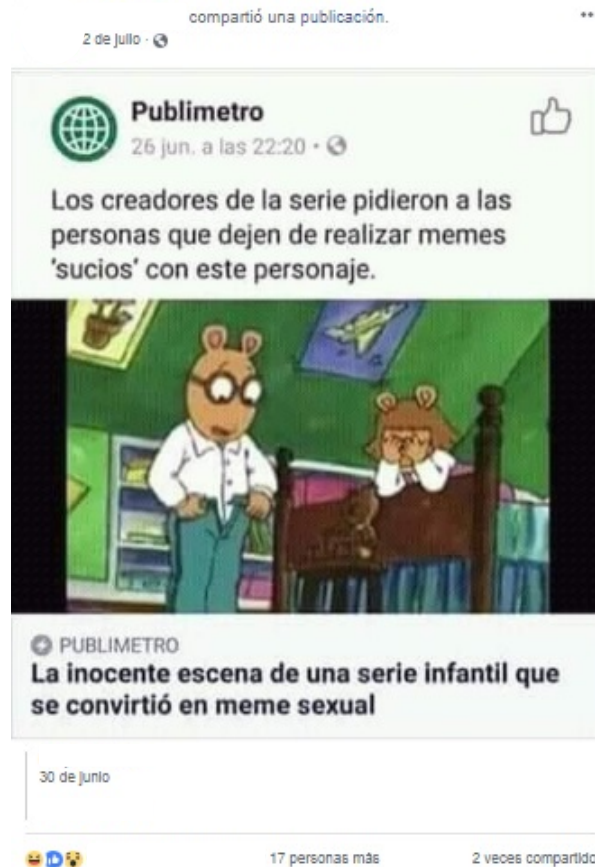 compartió una publicación.
2 de julio ·
Publimetro
26 jun. a las 22:20 ·
Los creadores de la serie pidieron a las
personas que dejen de realizar memes
'sucios' con este personaje.
PUBLIMETRO
La inocente escena de una serie infantil que
se convirtió en meme sexual
30 de junio
17 personas más
2 veces compartido